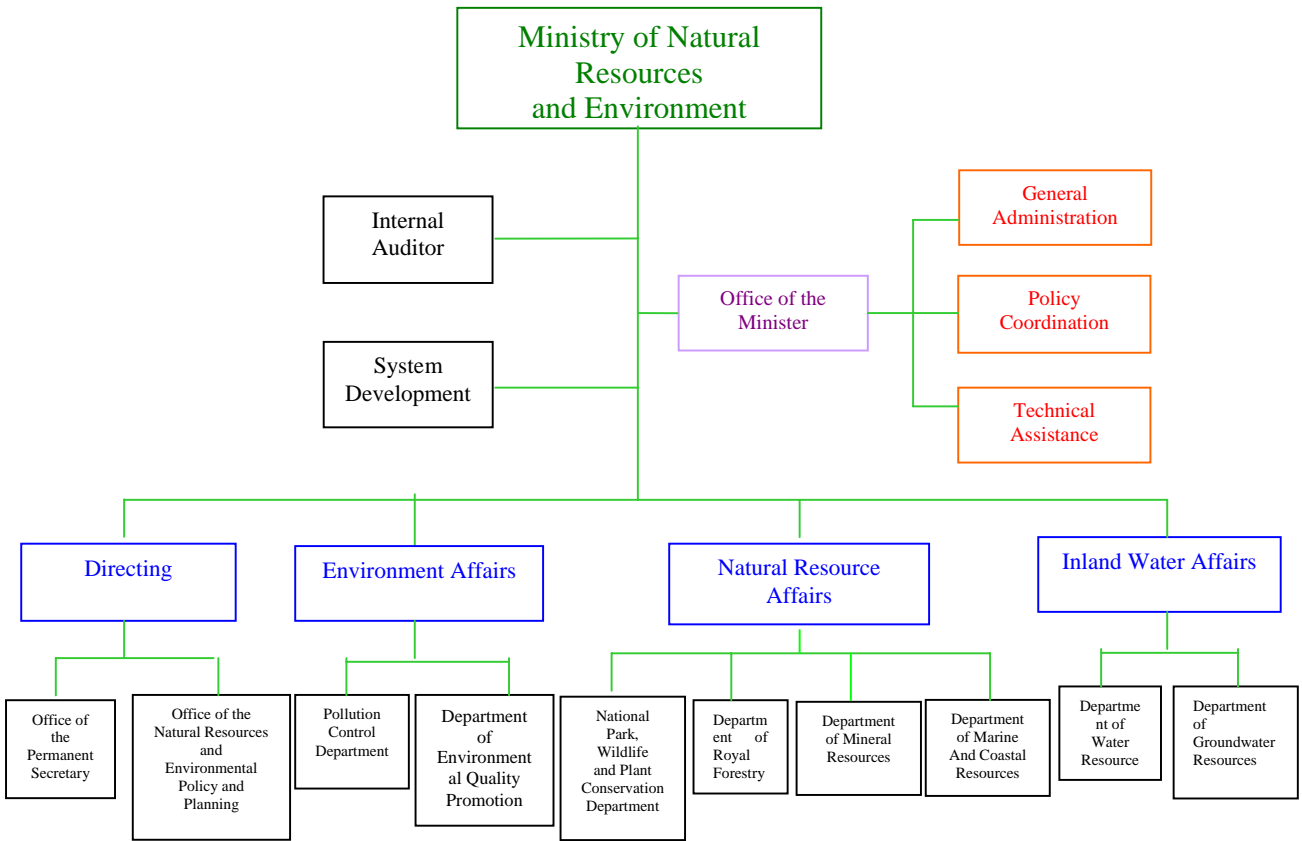 Ministry of Natural
Resources
and Environment
Internal
Auditor
General
Administration
Office of the
Minister
Policy
Coordination
System
Development
Technical
Assistance
Directing
Environment Affairs
Natural Resource
Affairs
Inland Water Affairs
Office of
the
Permanent
Secretary
Office of the
Natural Resources
and
Environmental
Policy and
Planning
Pollution
Control
Department
Department
of
Environment
al Quality
Promotion
National
Park,
Wildlife
and Plant
Conservation
Department
Departm
ent of
Royal
Forestry
Department
of Mineral
Resources
Department
of Marine
And Coastal
Resources
Departme
nt of
Water
Resource
Department
of
Groundwater
Resources